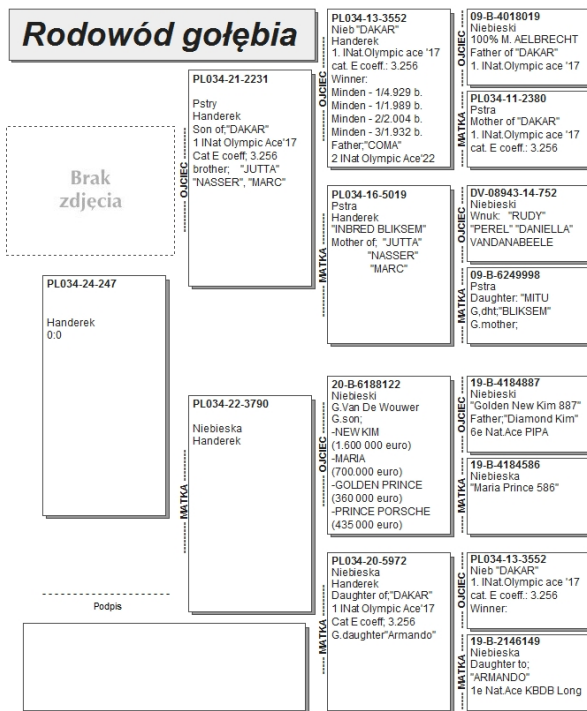 Rodowód gołębia
Brak
zdjęcia
PL034-24-247
Handerek
0:0
Podpis
OJCIEC
PL034-21-2231
Pstry
Handerek
Son of;"DAKAR"
1 INat Olympic Ace'17
Cat E coeff; 3.256
brother; "JUTTA"
"NASSER", "MARC"
MATKA
PL034-22-3790
Niebieska
Handerek
OJCIEC
PL034-13-3552
Nieb "DAKAR"
Handerek
1. INat.Olympic ace '17
cat. E coeff.: 3.256
Winner:
Minden - 1/4.929 b.
Minden - 1/1.989 b.
Minden - 2/2.004 b.
Minden - 3/1.932 b.
Father;"COMA"
2 INat Olympic Ace'22
MATKA
PL034-16-5019
Pstra
Handerek
"INBRED BLIKSEM"
Mother of; "JUTTA"
"NASSER"
"MARC"
OJCIEC
20-B-6188122
Niebieski
G.Van De Wouwer
G.son;
-NEW KIM
(1.600 000 euro)
-MARIA
(700.000 euro)
-GOLDEN PRINCE
(360 000 euro)
-PRINCE PORSCHE
(435 000 euro)
MATKA
PL034-20-5972
Niebieska
Handerek
Daughter of;"DAKAR"
1 INat Olympic Ace'17
Cat E coeff; 3.256
G.daughter"Armando"
OJCIEC
09-B-4018019
Niebieski
100% M. AELBRECHT
Father of "DAKAR"
1. INat.Olympic ace '17
MATKA
PL034-11-2380
Pstra
Mother of "DAKAR"
1. INat.Olympic ace '17
cat. E coeff.: 3.256
OJCIEC
DV-08943-14-752
Niebieski
Wnuk: "RUDY"
"PEREL" "DANIELLA"
VANDANABEELE
MATKA
09-B-6249998
Pstra
Daughter: "MITU
G,dht;"BLIKSEM"
G.mother;
OJCIEC
19-B-4184887
Niebieski
"Golden New Kim 887"
Father;"Diamond Kim"
6e Nat.Ace PIPA
MATKA
19-B-4184586
Niebieska
"Maria Prince 586"
OJCIEC
PL034-13-3552
Nieb "DAKAR"
1. INat.Olympic ace '17
cat. E coeff.: 3.256
Winner:
MATKA
19-B-2146149
Niebieska
Daughter to;
"ARMANDO"
1e Nat.Ace KBDB Long